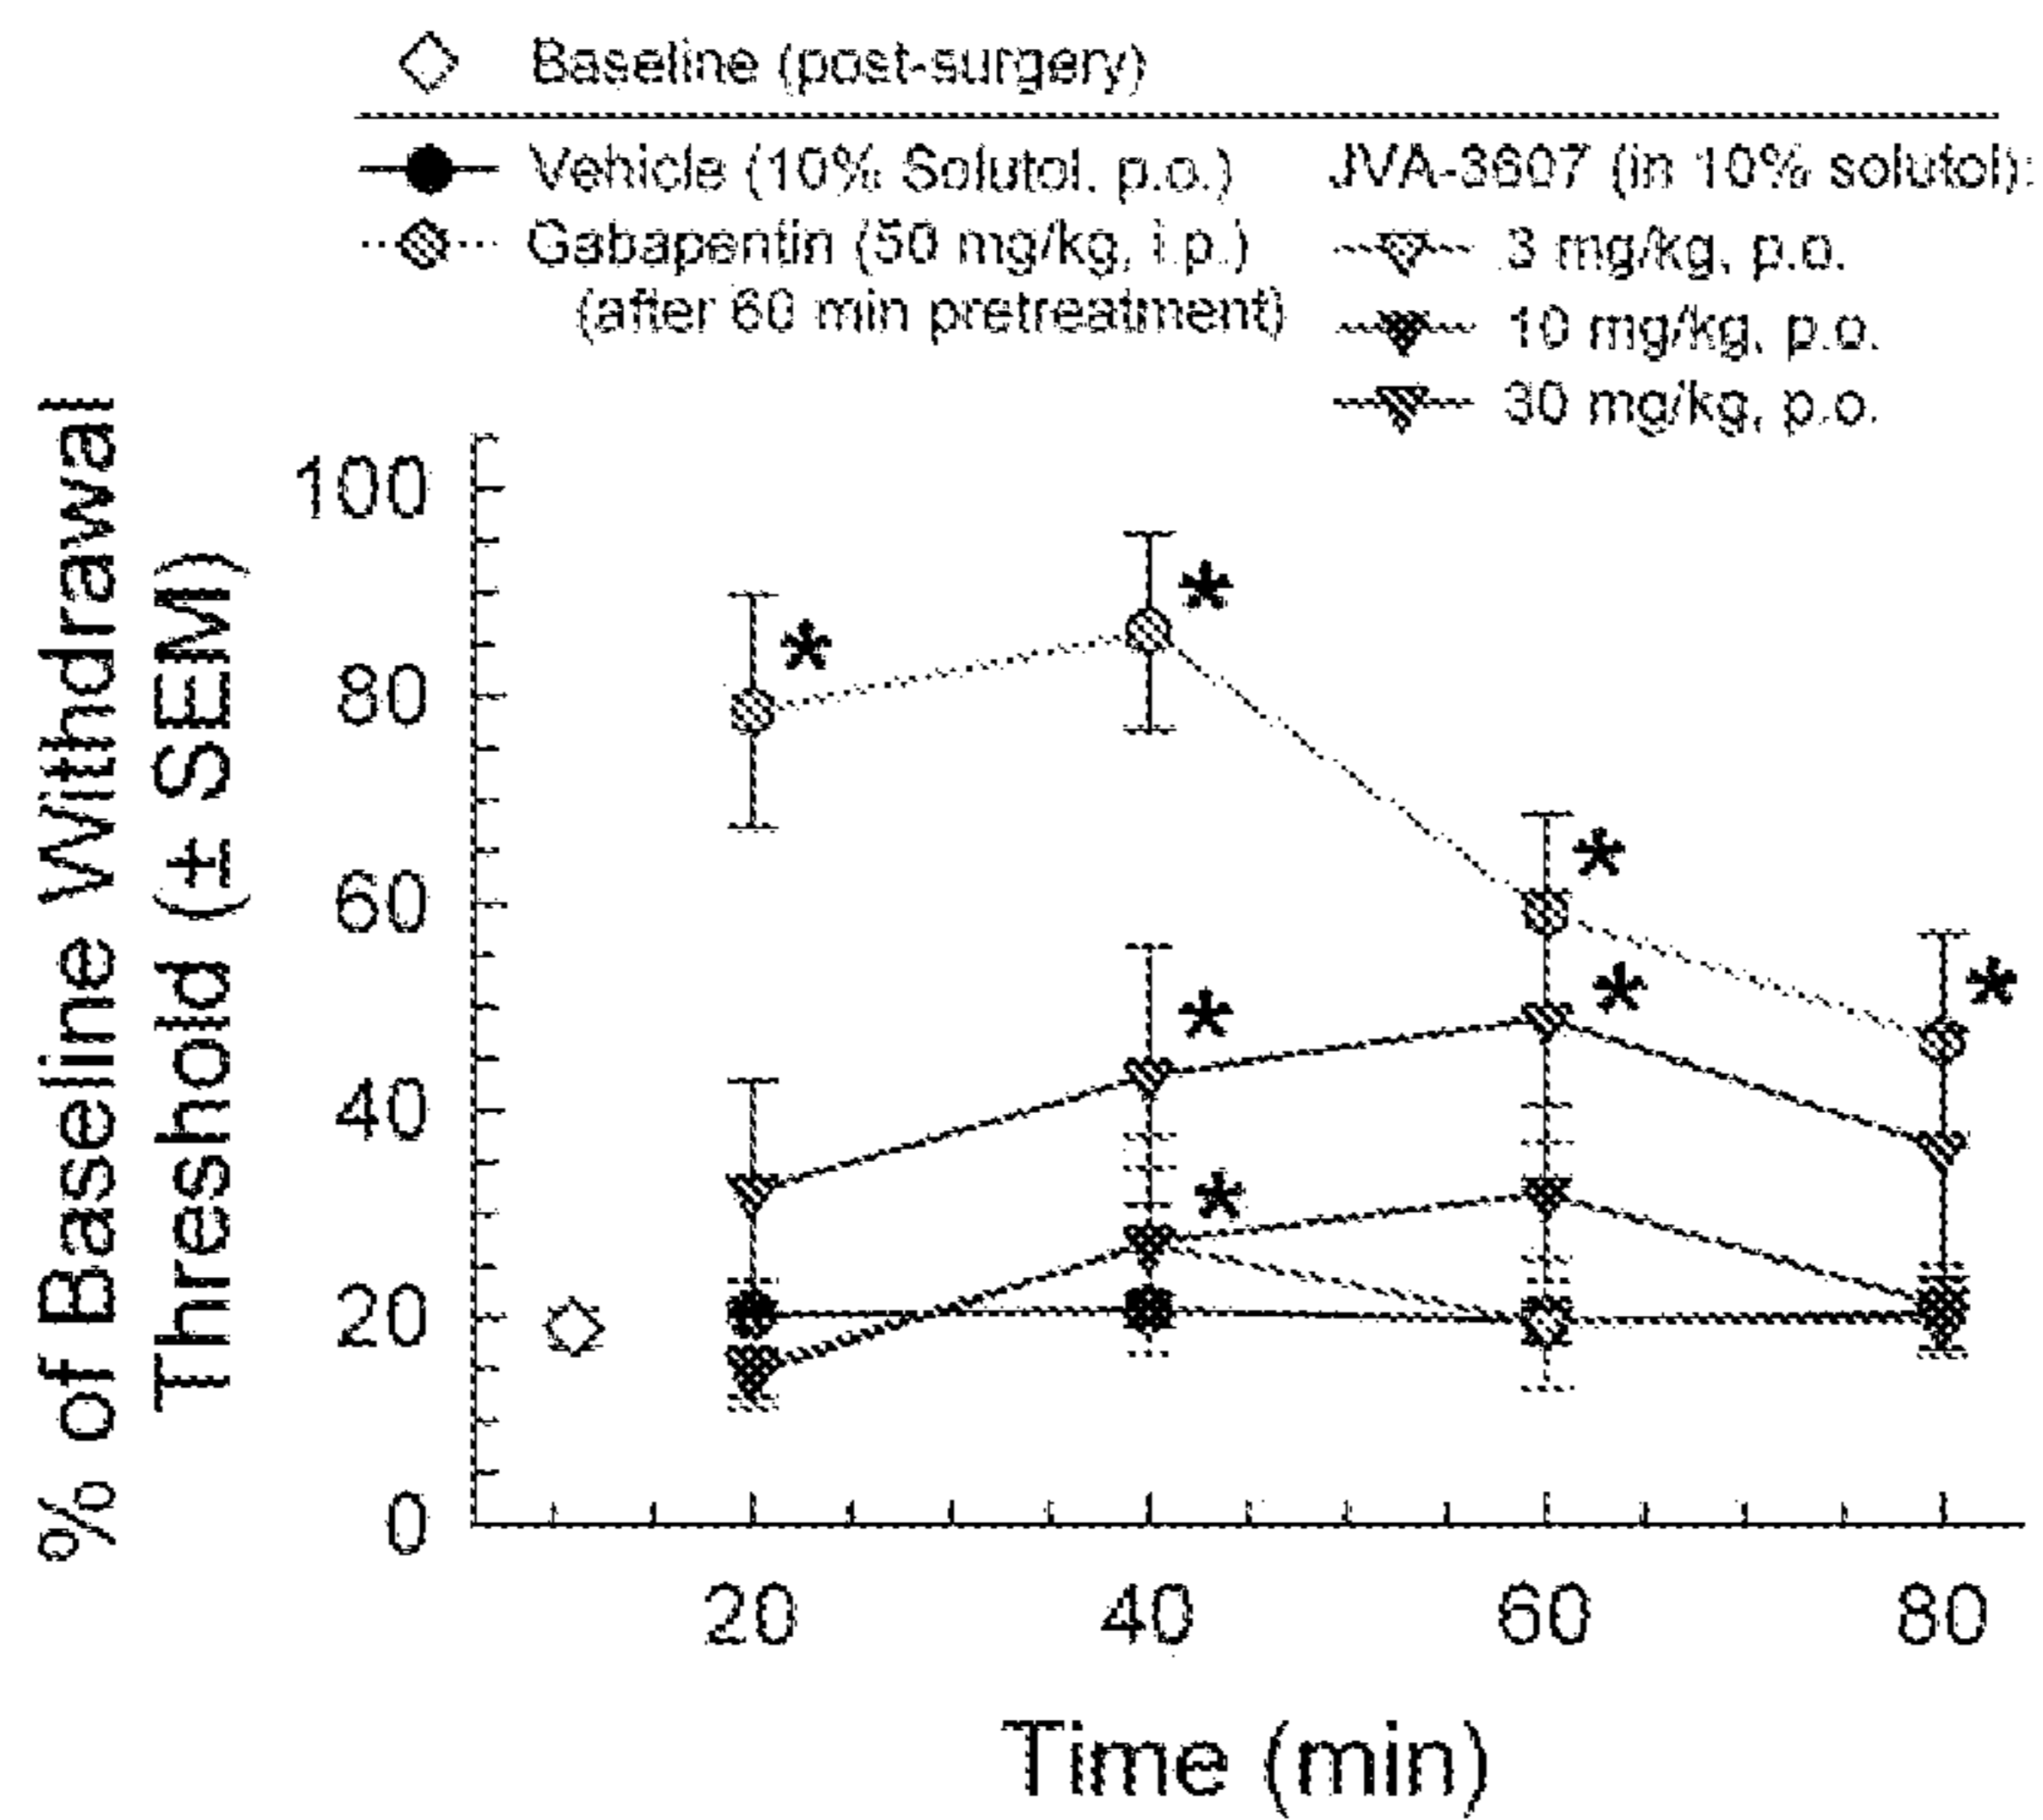 Baseline (post-surgery)
Vehicle (10% Solutol, p.o.)
Gabapentin (50 mg/kg, i.p.)
(after 60 min pretreatment)
JVA-3607 (in 10% solutol):
3 mg/kg, p.o.
10 mg/kg, p.o.
30 mg/kg, p.o.
% of Baseline Withdrawal
Threshold (± SEM)
100
80
60
40
20
0
*
*
*
*
*
*
*
20 40 60 80
Time (min)